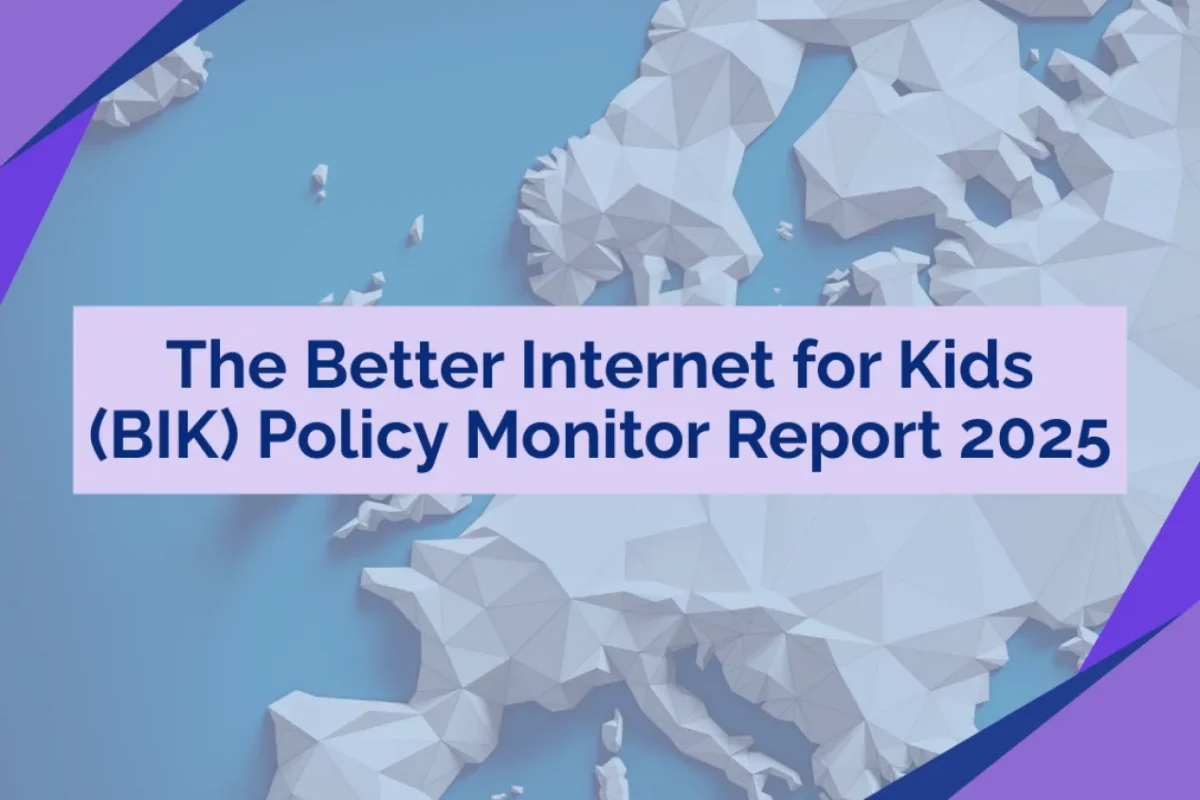 The Better Internet for Kids
(BIK) Policy Monitor Report 2025